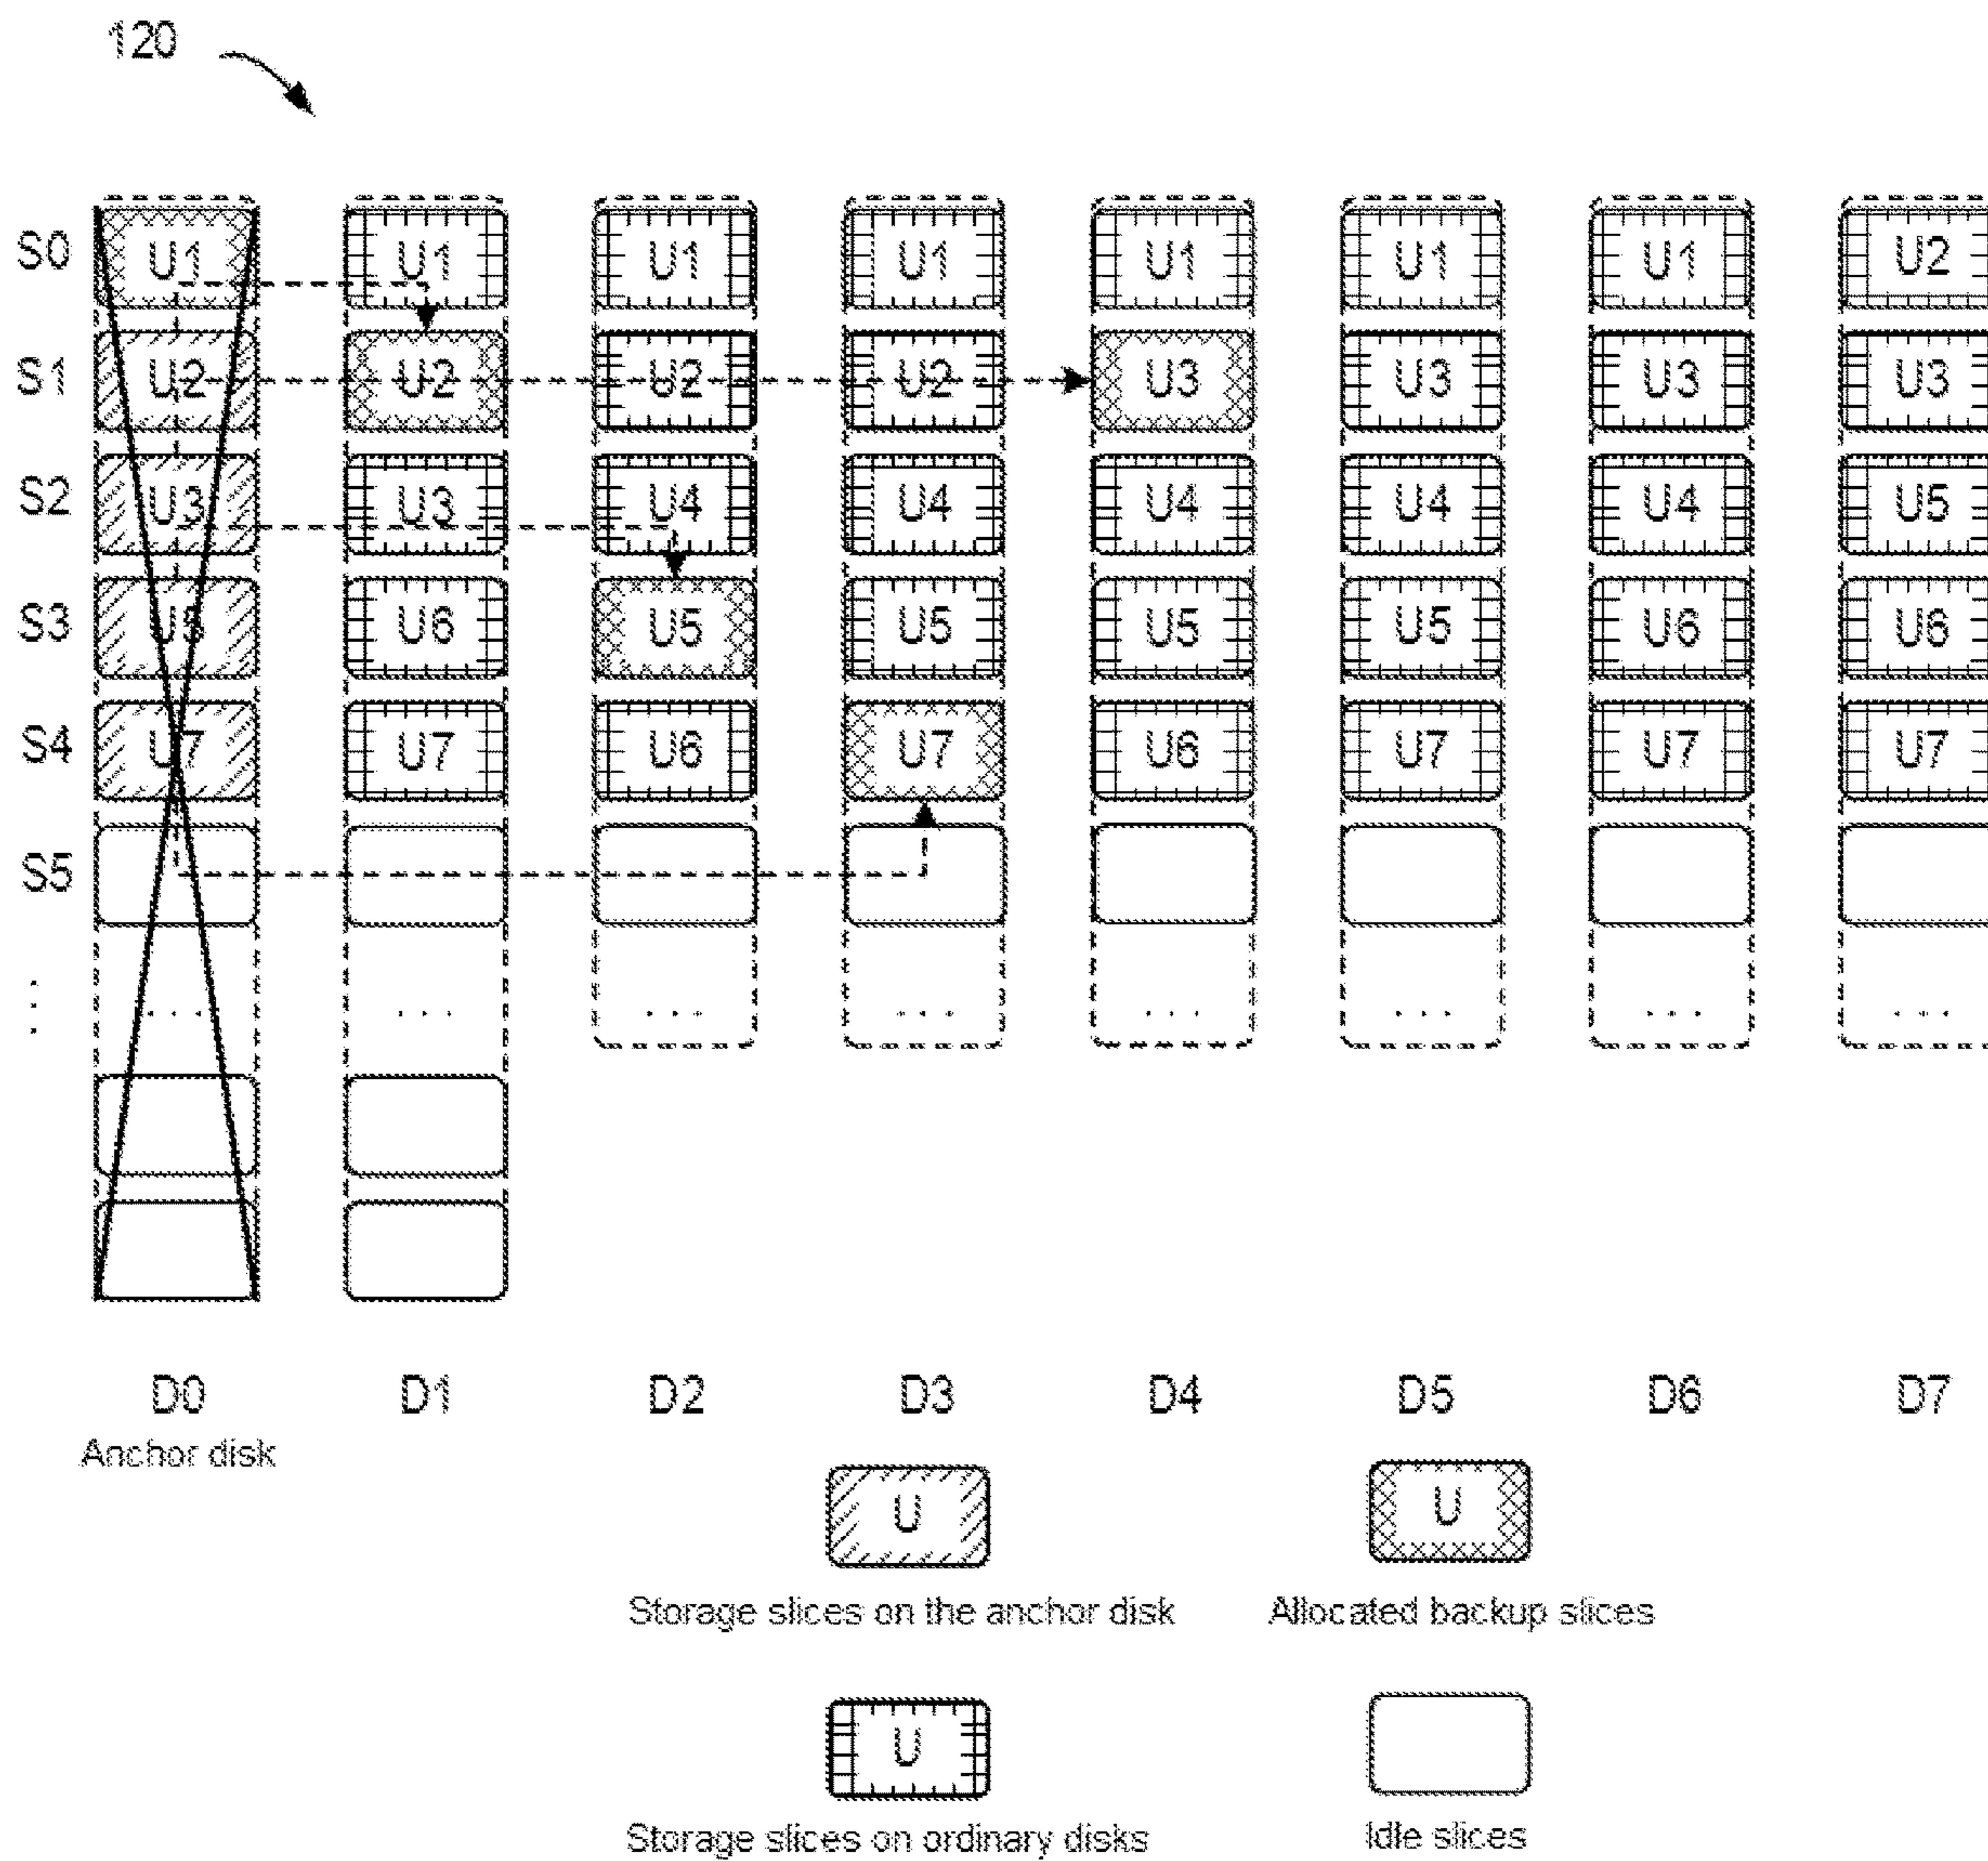 120
S0 U1 U1 U1 U1 U1 U1 U1 U2
S1 U2 U2 U2 U2 U3 U3 U3 U3
S2 U3 U3 U4 U4 U4 U4 U4 U5
S3 U5 U6 U5 U5 U5 U5 U6 U6
S4 U7 U7 U6 U7 U6 U7 U7 U7
S5
... ... ... ... ... ... ... ... ...
D0 D1 D2 D3 D4 D5 D6 D7
Anchor disk
U U
Storage slices on the anchor disk Allocated backup slices
U
Storage slices on ordinary disks Idle slices